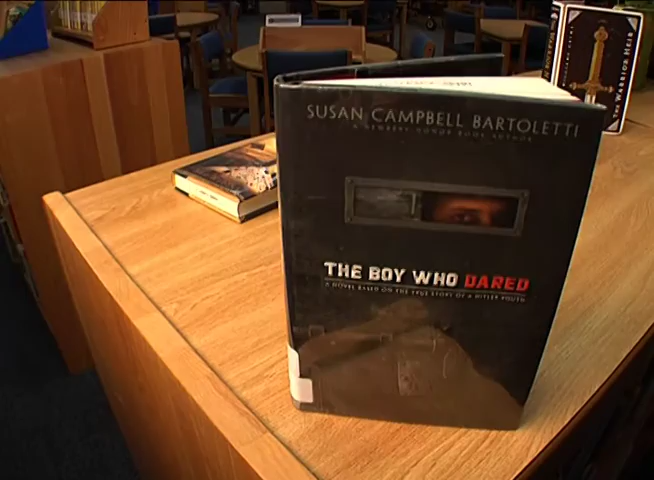 SUSAN CAMPBELL BARTOLETTI
A NEWBERY HONOR BOOK AUTHOR
THE BOY WHO DARED
A NOVEL BASED ON THE TRUE STORY OF A HITLER YOUTH
THE WARRIOR HEIR